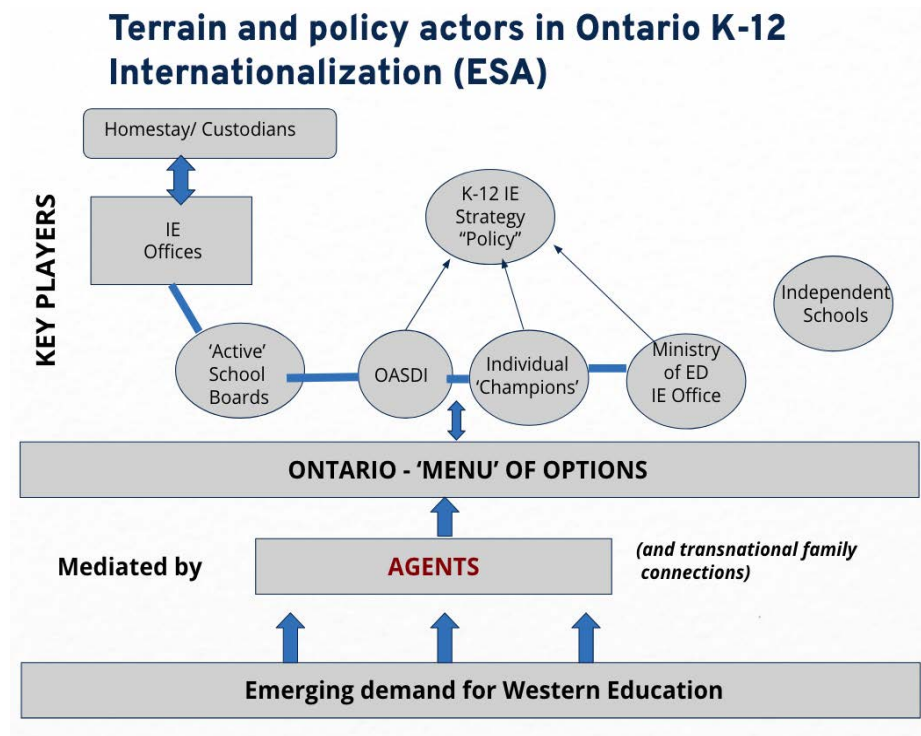 Terrain and policy actors in Ontario K-12
Internationalization (ESA)
Homestay/ Custodians
KEY PLAYERS
IE
Offices
K-12 IE
Strategy
“Policy”
Independent
Schools
‘Active’
School
Boards
OASDI
Individual
‘Champions’
Ministry
of ED
IE Office
ONTARIO - ‘MENU’ OF OPTIONS
Mediated by
AGENTS
(and transnational family
connections)
Emerging demand for Western Education